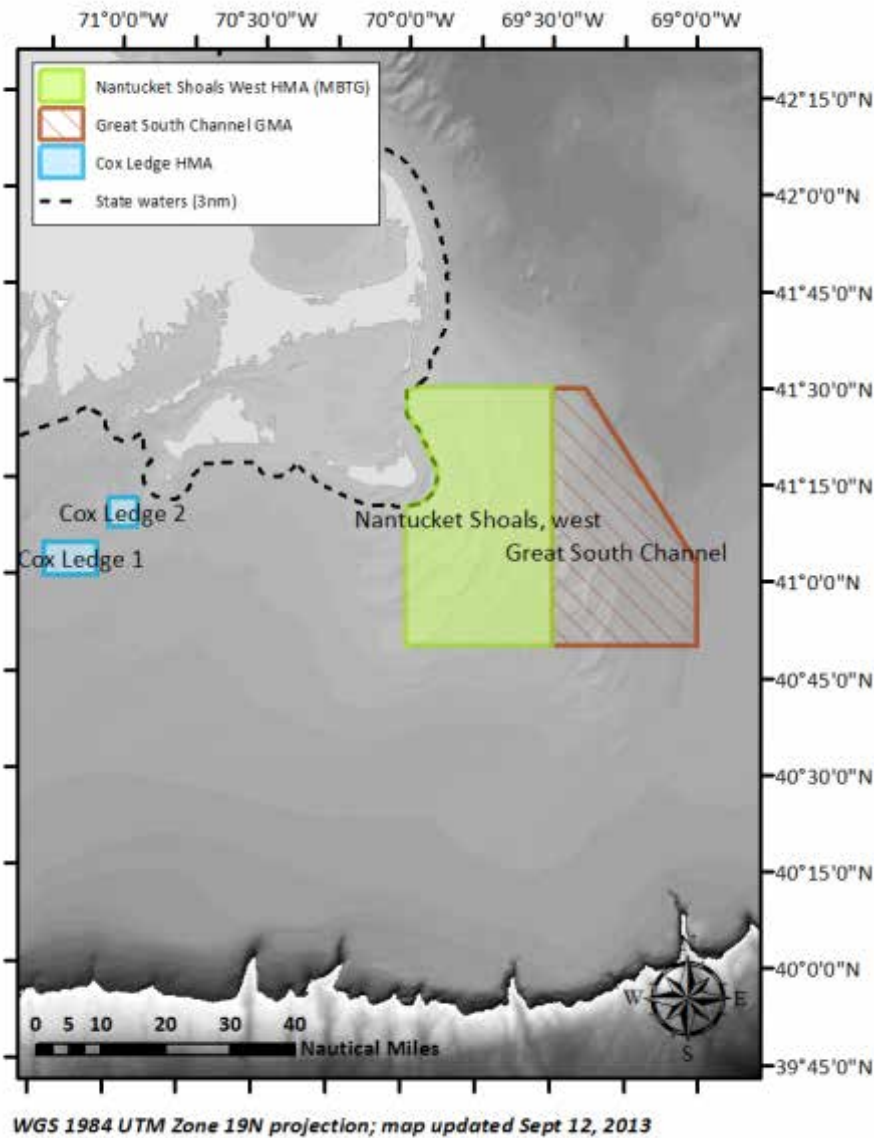 71°0'0"W 70°30'0"W 70°0'0"W 69°30'0"W 69°0'0"W
Nantucket Shoals West HMA (MBTG)
Great South Channel GMA
Cox Ledge HMA
State waters (3nm)
42°15'0"N
42°0'0"N
41°45'0"N
41°30'0"N
41°15'0"N
Cox Ledge 2
Nantucket Shoals, west
Great South Channel
Cox Ledge 1
41°0'0"N
40°45'0"N
40°30'0"N
40°15'0"N
40°0'0"N
W E
S
0 5 10 20 30 40
Nautical Miles
39°45'0"N
WGS 1984 UTM Zone 19N projection; map updated Sept 12, 2013